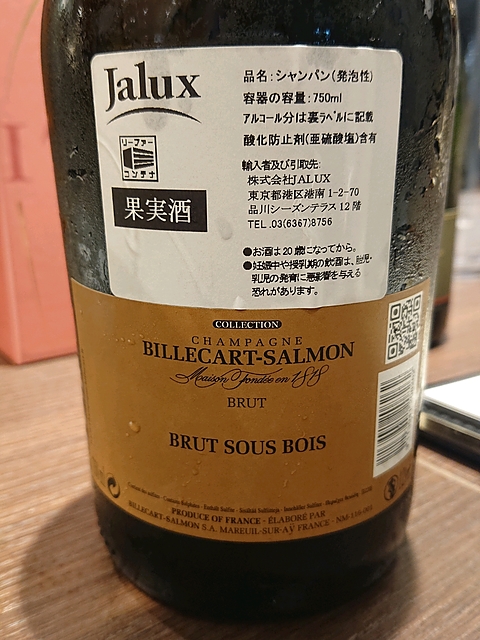 Jalux
リーファー
コンテナ
果実酒
品名:シャンパン(発泡性)
容器の容量:750ml
アルコール分は裏ラベルに記載
酸化防止剤(亜硫酸塩)含有
輸入者及び引取先:
株式会社JALUX
東京都港区港南1-2-70
品川シーズンテラス12階
TEL.03(6367)8756
●お酒は20歳になってから。
●妊娠中や授乳期の飲酒は、胎児・
乳児の発育に悪影響を与える
恐れがあります。
COLLECTION
CHAMPAGNE
BILLECART-SALMON
Maison Fondée en 1818
BRUT
BRUT SOUS BOIS
PRODUCE OF FRANCE · ÉLABORÉ PAR
BILLECART-SALMON S.A. MAREUIL-SUR-AŸ FRANCE ·